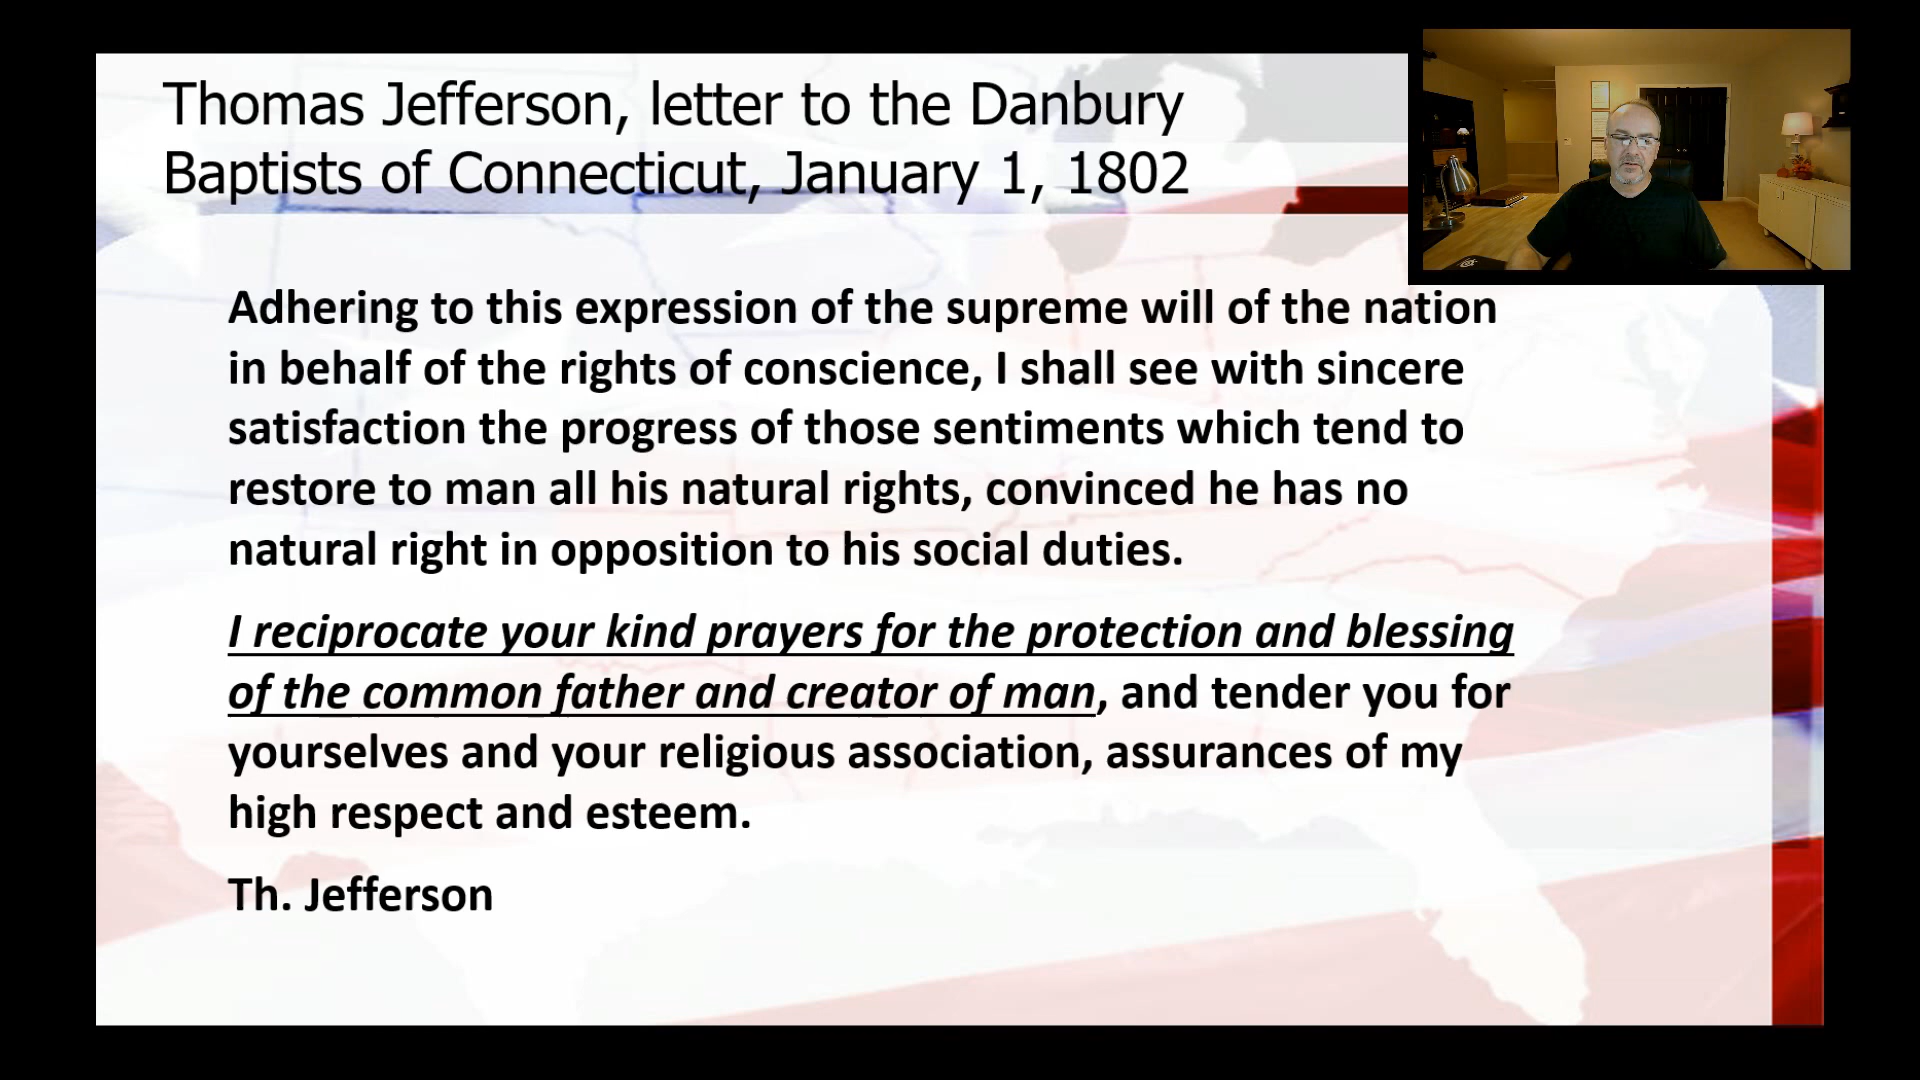 Thomas Jefferson, letter to the Danbury
Baptists of Connecticut, January 1, 1802
Adhering to this expression of the supreme will of the nation
in behalf of the rights of conscience, I shall see with sincere
satisfaction the progress of those sentiments which tend to
restore to man all his natural rights, convinced he has no
natural right in opposition to his social duties.
I reciprocate your kind prayers for the protection and blessing
of the common father and creator of man, and tender you for
yourselves and your religious association, assurances of my
high respect and esteem.
Th. Jefferson